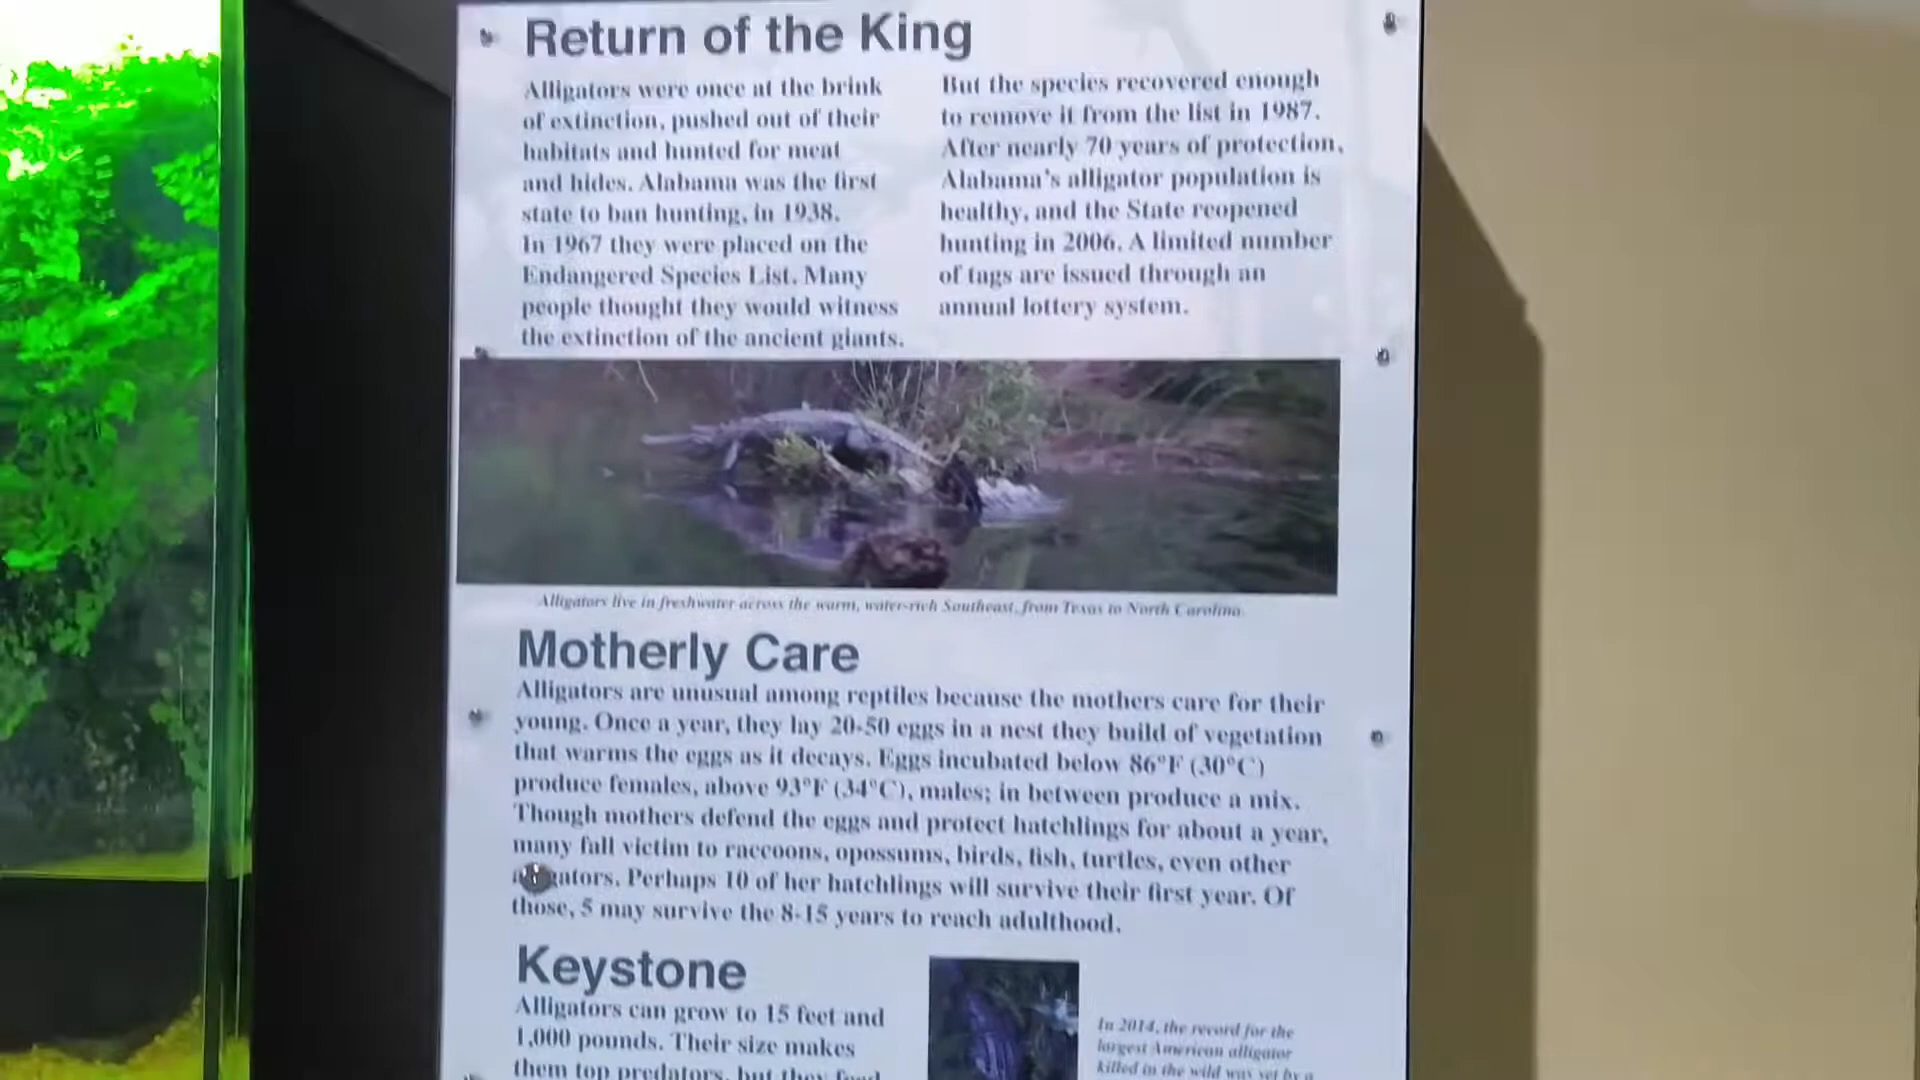 Return of the King
Alligators were once at the brink
of extinction, pushed out of their
habitats and hunted for meat
and hides. Alabama was the first
state to ban hunting, in 1938.
In 1967 they were placed on the
Endangered Species List. Many
people thought they would witness
the extinction of the ancient giants.
But the species recovered enough
to remove it from the list in 1987.
After nearly 70 years of protection,
Alabama's alligator population is
healthy, and the State reopened
hunting in 2006. A limited number
of tags are issued through an
annual lottery system.
Alligators live in freshwater across the warm, water-rich Southeast, from Texas to North Carolina.
Motherly Care
Alligators are unusual among reptiles because the mothers care for their
young. Once a year, they lay 20-50 eggs in a nest they build of vegetation
that warms the eggs as it decays. Eggs incubated below 86°F (30°C)
produce females, above 93°F (34°C), males; in between produce a mix.
Though mothers defend the eggs and protect hatchlings for about a year,
many fall victim to raccoons, opossums, birds, fish, turtles, even other
alligators. Perhaps 10 of her hatchlings will survive their first year. Of
those, 5 may survive the 8-15 years to reach adulthood.
Keystone
Alligators can grow to 15 feet and
1,000 pounds. Their size makes
them top predators, but they feed
In 2014, the record for the
largest American alligator
killed in the wild was set by a